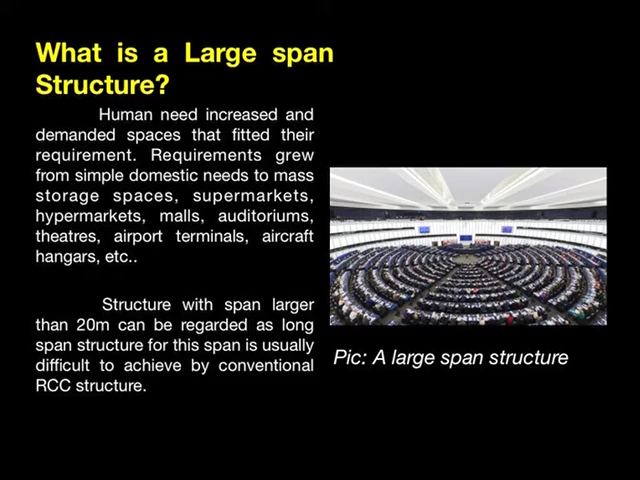 What is a Large span
Structure?
Human need increased and
demanded spaces that fitted their
requirement. Requirements grew
from simple domestic needs to mass
storage spaces, supermarkets,
hypermarkets, malls, auditoriums,
theatres, airport terminals, aircraft
hangars, etc..
Structure with span larger
than 20m can be regarded as long
span structure for this span is usually
difficult to achieve by conventional
RCC structure.
Pic: A large span structure